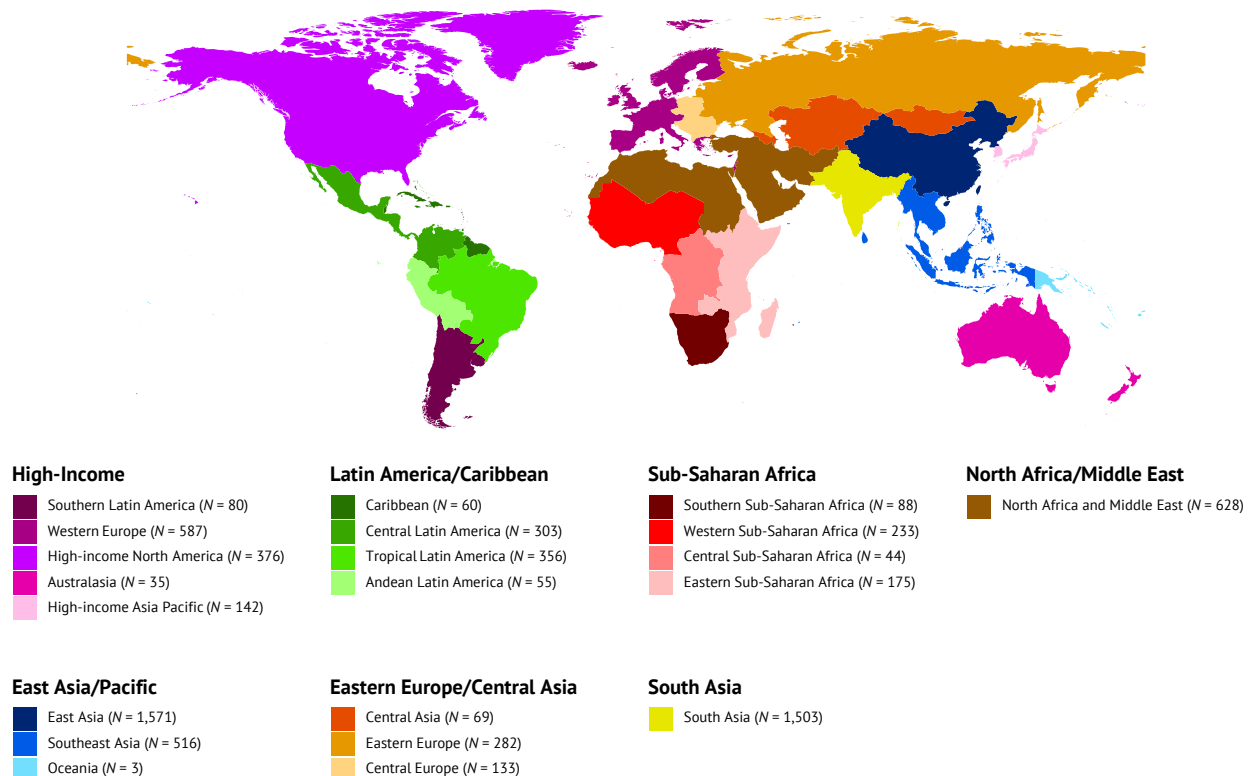 High-Income
Southern Latin America (N = 80)
Western Europe (N = 587)
High-income North America (N = 376)
Australasia (N = 35)
High-income Asia Pacific (N = 142)
Latin America/Caribbean
Caribbean (N = 60)
Central Latin America (N = 303)
Tropical Latin America (N = 356)
Andean Latin America (N = 55)
Sub-Saharan Africa
Southern Sub-Saharan Africa (N = 88)
Western Sub-Saharan Africa (N = 233)
Central Sub-Saharan Africa (N = 44)
Eastern Sub-Saharan Africa (N = 175)
North Africa/Middle East
North Africa and Middle East (N = 628)
East Asia/Pacific
East Asia (N = 1,571)
Southeast Asia (N = 516)
Oceania (N = 3)
Eastern Europe/Central Asia
Central Asia (N = 69)
Eastern Europe (N = 282)
Central Europe (N = 133)
South Asia
South Asia (N = 1,503)